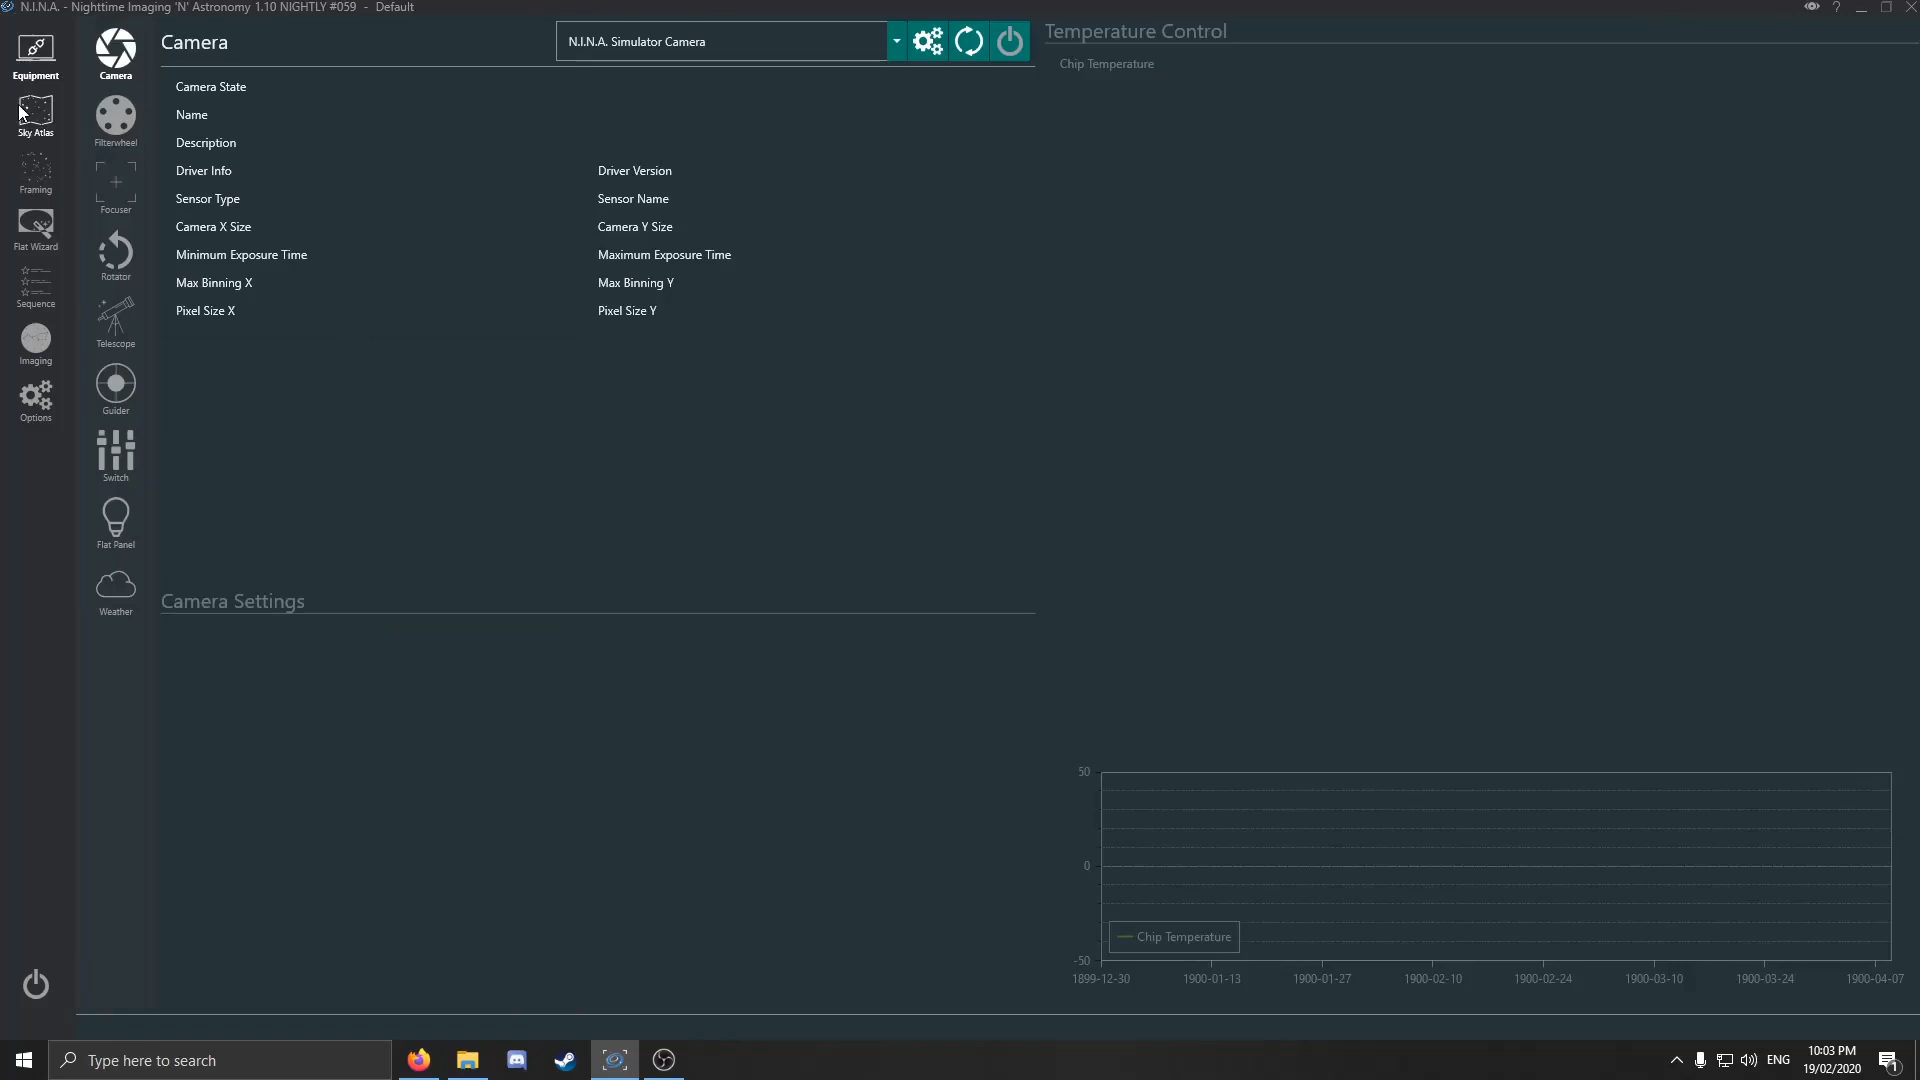 N.I.N.A. - Nighttime Imaging 'N' Astronomy 1.10 NIGHTLY #059 - Default
?
Equipment
Sky Atlas
Framing
Flat Wizard
Sequence
Imaging
Options
Camera
Filterwheel
Focuser
Rotator
Telescope
Guider
Switch
Flat Panel
Weather
Camera
N.I.N.A. Simulator Camera
Camera State
Name
Description
Driver Info
Driver Version
Sensor Type
Sensor Name
Camera X Size
Camera Y Size
Minimum Exposure Time
Maximum Exposure Time
Max Binning X
Max Binning Y
Pixel Size X
Pixel Size Y
Camera Settings
Temperature Control
Chip Temperature
50
0
-50
Chip Temperature
1899-12-30 1900-01-13 1900-01-27 1900-02-10 1900-02-24 1900-03-10 1900-03-24 1900-04-07
Type here to search
ENG
10:03 PM
19/02/2020
1